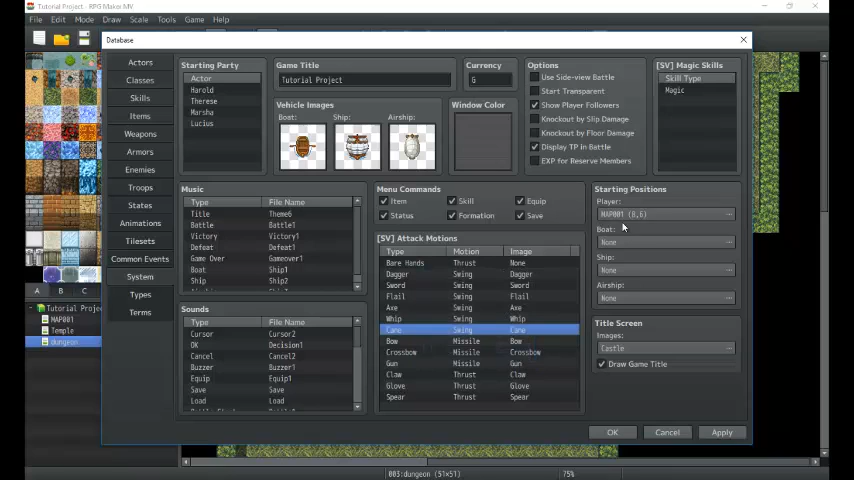 Tutorial Project - RPG Maker MV
File Edit Mode Draw Scale Tools Game Help
Database
Actors
Classes
Skills
Items
Weapons
Armors
Enemies
Troops
States
Animations
Tilesets
Common Events
System
Types
Terms
Starting Party
Actor
Harold
Therese
Marsha
Lucius
Game Title
Tutorial Project
Currency
G
Vehicle Images
Boat: Ship: Airship:
Window Color
Options
Use Side-view Battle
Start Transparent
Show Player Followers
Knockout by Slip Damage
Knockout by Floor Damage
Display TP in Battle
EXP for Reserve Members
[SV] Magic Skills
Skill Type
Magic
Music
Type File Name
Title Theme6
Battle Battle1
Victory Victory1
Defeat Defeat1
Game Over Gameover1
Boat Ship1
Ship Ship2
Sounds
Type File Name
Cursor Cursor2
OK Decision1
Cancel Cancel2
Buzzer Buzzer1
Equip Equip1
Save Save
Load Load
Menu Commands
Item Skill Equip
Status Formation Save
[SV] Attack Motions
Type Motion Image
Bare Hands Thrust None
Dagger Swing Dagger
Sword Swing Sword
Flail Swing Flail
Axe Swing Axe
Whip Swing Whip
Cane Swing Cane
Bow Missile Bow
Crossbow Missile Crossbow
Gun Missile Gun
Claw Thrust Claw
Glove Thrust Glove
Spear Thrust Spear
Starting Positions
Player:
MAP001 (8,6) ...
Boat:
None ...
Ship:
None ...
Airship:
None ...
Title Screen
Images:
Castle ...
Draw Game Title
OK Cancel Apply
A B C
Tutorial Projec
MAP001
Temple
dungeon
003:dungeon (51×51) 75%